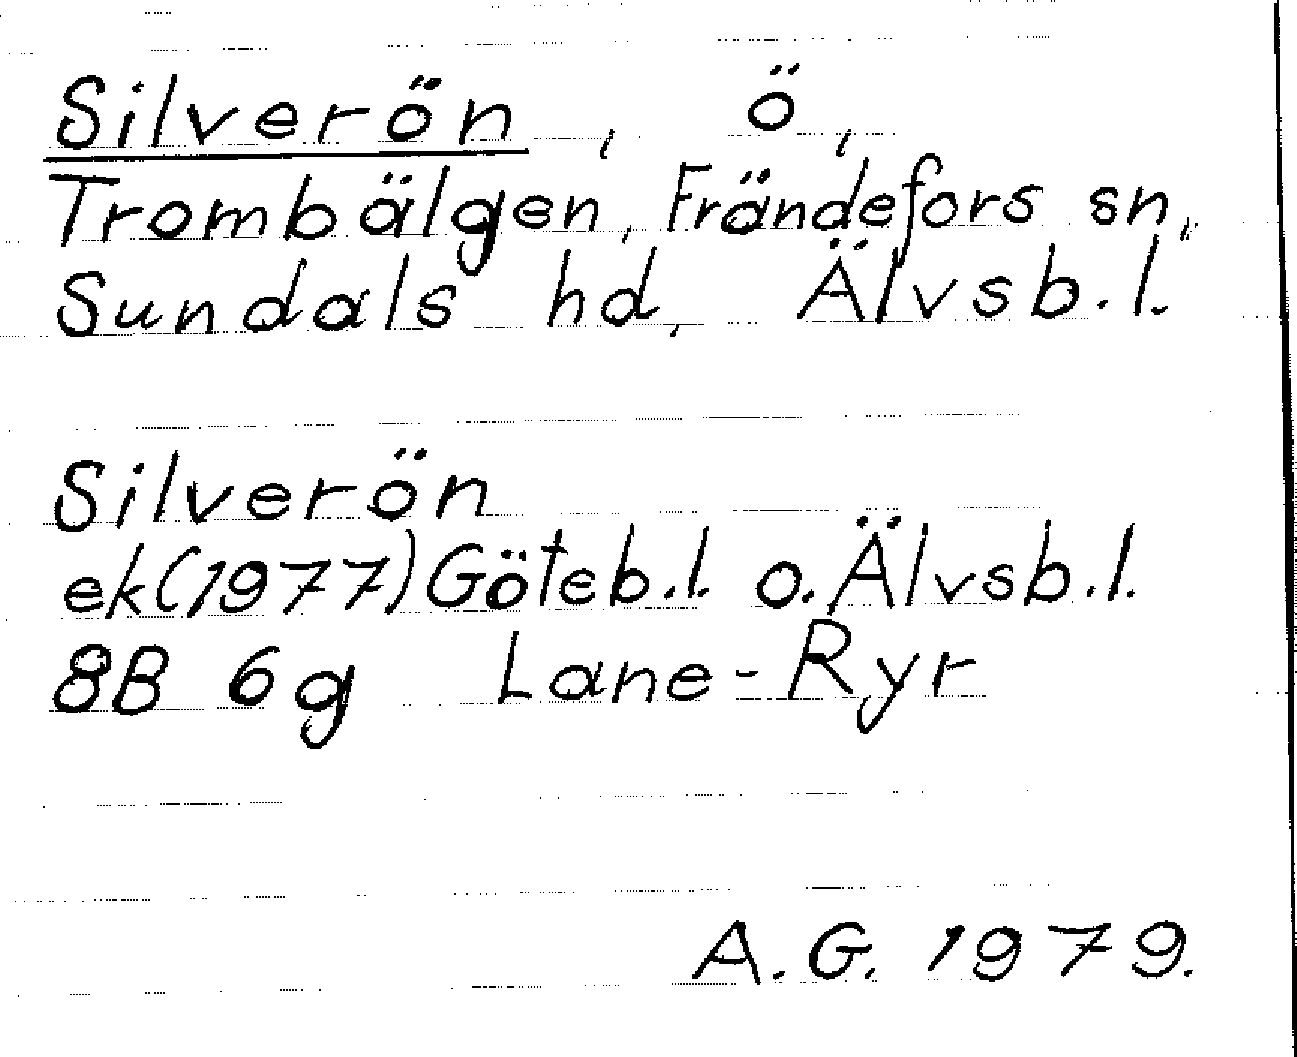 Silverön, ö,
Trombälgen, Frändefors sn,
Sundals hd, Älvsb.l.
Silverön
ek(1977)Göteb.l. o.Älvsb.l.
8B 6g Lane-Ryr
A.G. 1979.